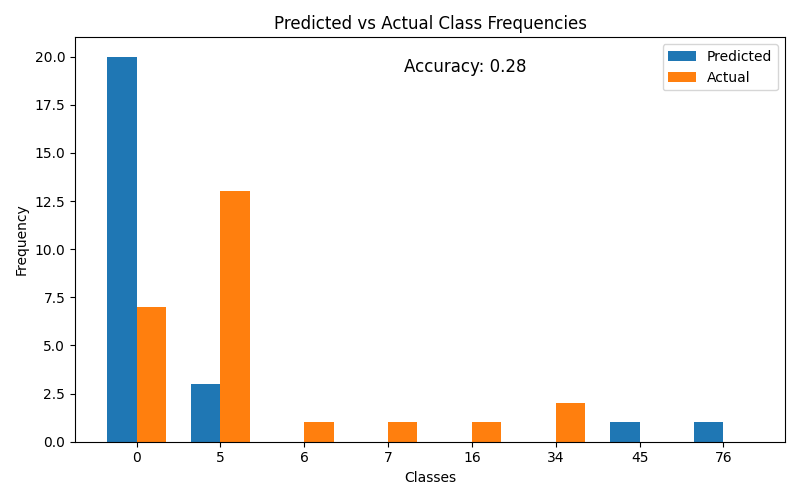 Predicted vs Actual Class Frequencies
Accuracy: 0.28
Predicted
Actual
Frequency
20.0
17.5
15.0
12.5
10.0
7.5
5.0
2.5
0.0
0 5 6 7 16 34 45 76
Classes